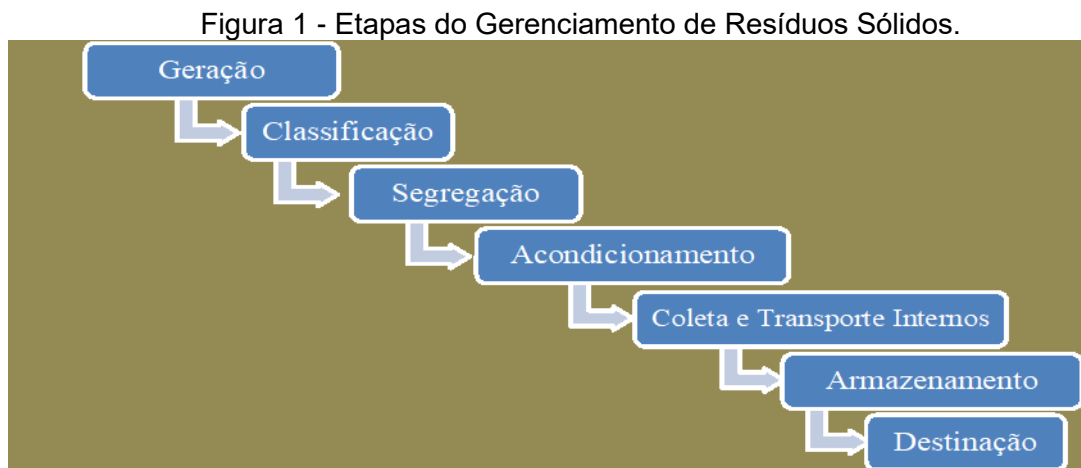 Figura 1 - Etapas do Gerenciamento de Resíduos Sólidos.
Geração
Classificação
Segregação
Acondicionamento
Coleta e Transporte Internos
Armazenamento
Destinação